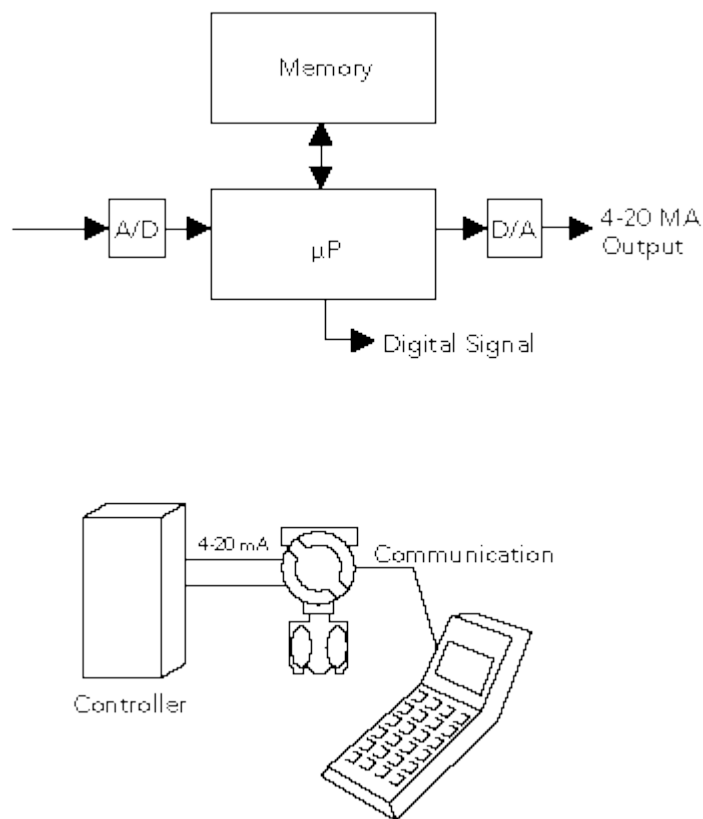 Memory
A/D
μP
D/A
4-20 MA
Output
Digital Signal
4-20 mA
Communication
Controller